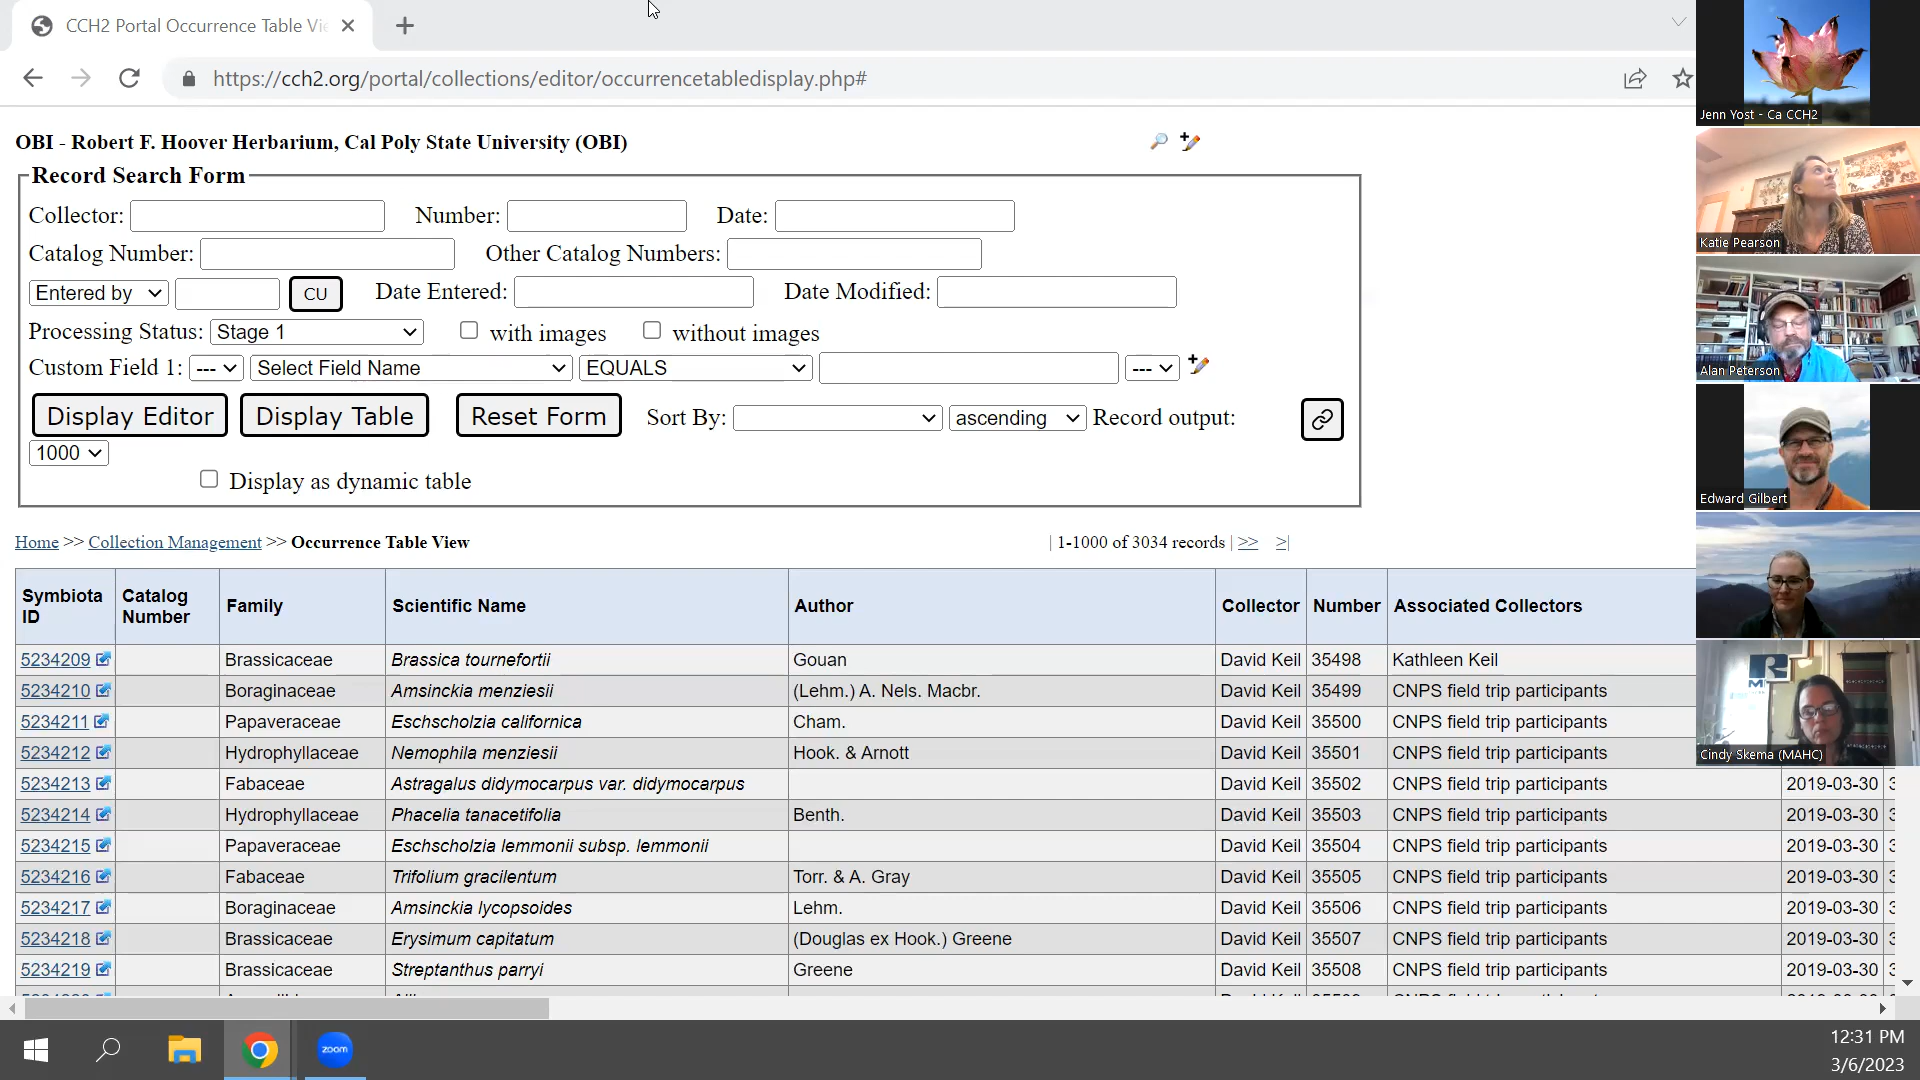 CCH2 Portal Occurrence Table Vie
https://cch2.org/portal/collections/editor/occurrencetabledisplay.php#
OBI - Robert F. Hoover Herbarium, Cal Poly State University (OBI)
Record Search Form
Collector: Number: Date:
Catalog Number: Other Catalog Numbers:
Entered by CU Date Entered: Date Modified:
Processing Status: Stage 1 with images without images
Custom Field 1: --- Select Field Name EQUALS ---
Display Editor Display Table Reset Form Sort By: ascending Record output:
1000
Display as dynamic table
Home >> Collection Management >> Occurrence Table View | 1-1000 of 3034 records | >> >|
Symbiota ID Catalog Number Family Scientific Name Author Collector Number Associated Collectors
5234209 Brassicaceae Brassica tournefortii Gouan David Keil 35498 Kathleen Keil
5234210 Boraginaceae Amsinckia menziesii (Lehm.) A. Nels. Macbr. David Keil 35499 CNPS field trip participants
5234211 Papaveraceae Eschscholzia californica Cham. David Keil 35500 CNPS field trip participants
5234212 Hydrophyllaceae Nemophila menziesii Hook. & Arnott David Keil 35501 CNPS field trip participants
5234213 Fabaceae Astragalus didymocarpus var. didymocarpus David Keil 35502 CNPS field trip participants 2019-03-30 3
5234214 Hydrophyllaceae Phacelia tanacetifolia Benth. David Keil 35503 CNPS field trip participants 2019-03-30 3
5234215 Papaveraceae Eschscholzia lemmonii subsp. lemmonii David Keil 35504 CNPS field trip participants 2019-03-30 3
5234216 Fabaceae Trifolium gracilentum Torr. & A. Gray David Keil 35505 CNPS field trip participants 2019-03-30 3
5234217 Boraginaceae Amsinckia lycopsoides Lehm. David Keil 35506 CNPS field trip participants 2019-03-30 3
5234218 Brassicaceae Erysimum capitatum (Douglas ex Hook.) Greene David Keil 35507 CNPS field trip participants 2019-03-30 3
5234219 Brassicaceae Streptanthus parryi Greene David Keil 35508 CNPS field trip participants 2019-03-30 3
Jenn Yost - Ca CCH2
Katie Pearson
Alan Peterson
Edward Gilbert
Cindy Skema (MAHC)
zoom
12:31 PM
3/6/2023